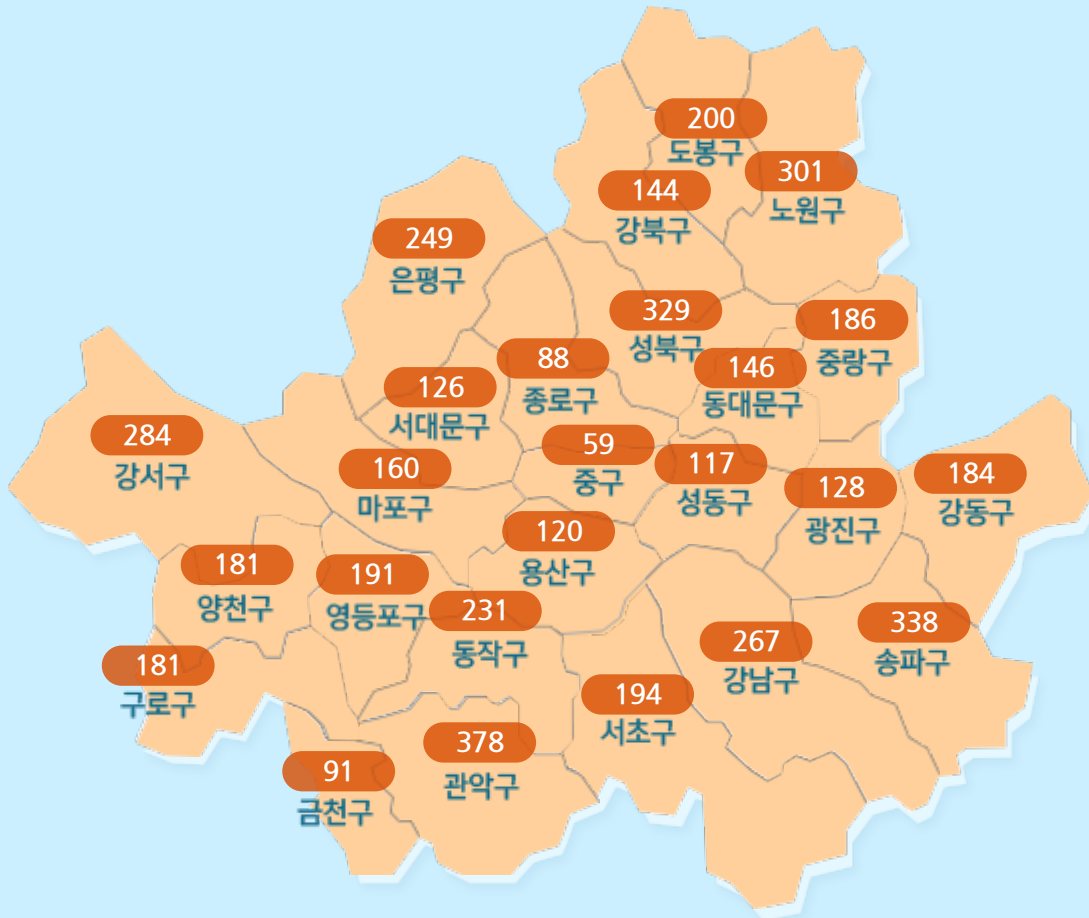 200
도봉구
301
노원구
144
강북구
249
은평구
329
성북구
186
중랑구
88
종로구
146
동대문구
126
서대문구
284
강서구
59
중구
117
성동구
160
마포구
128
광진구
184
강동구
120
용산구
181
양천구
191
영등포구
231
동작구
338
송파구
267
강남구
181
구로구
194
서초구
378
관악구
91
금천구